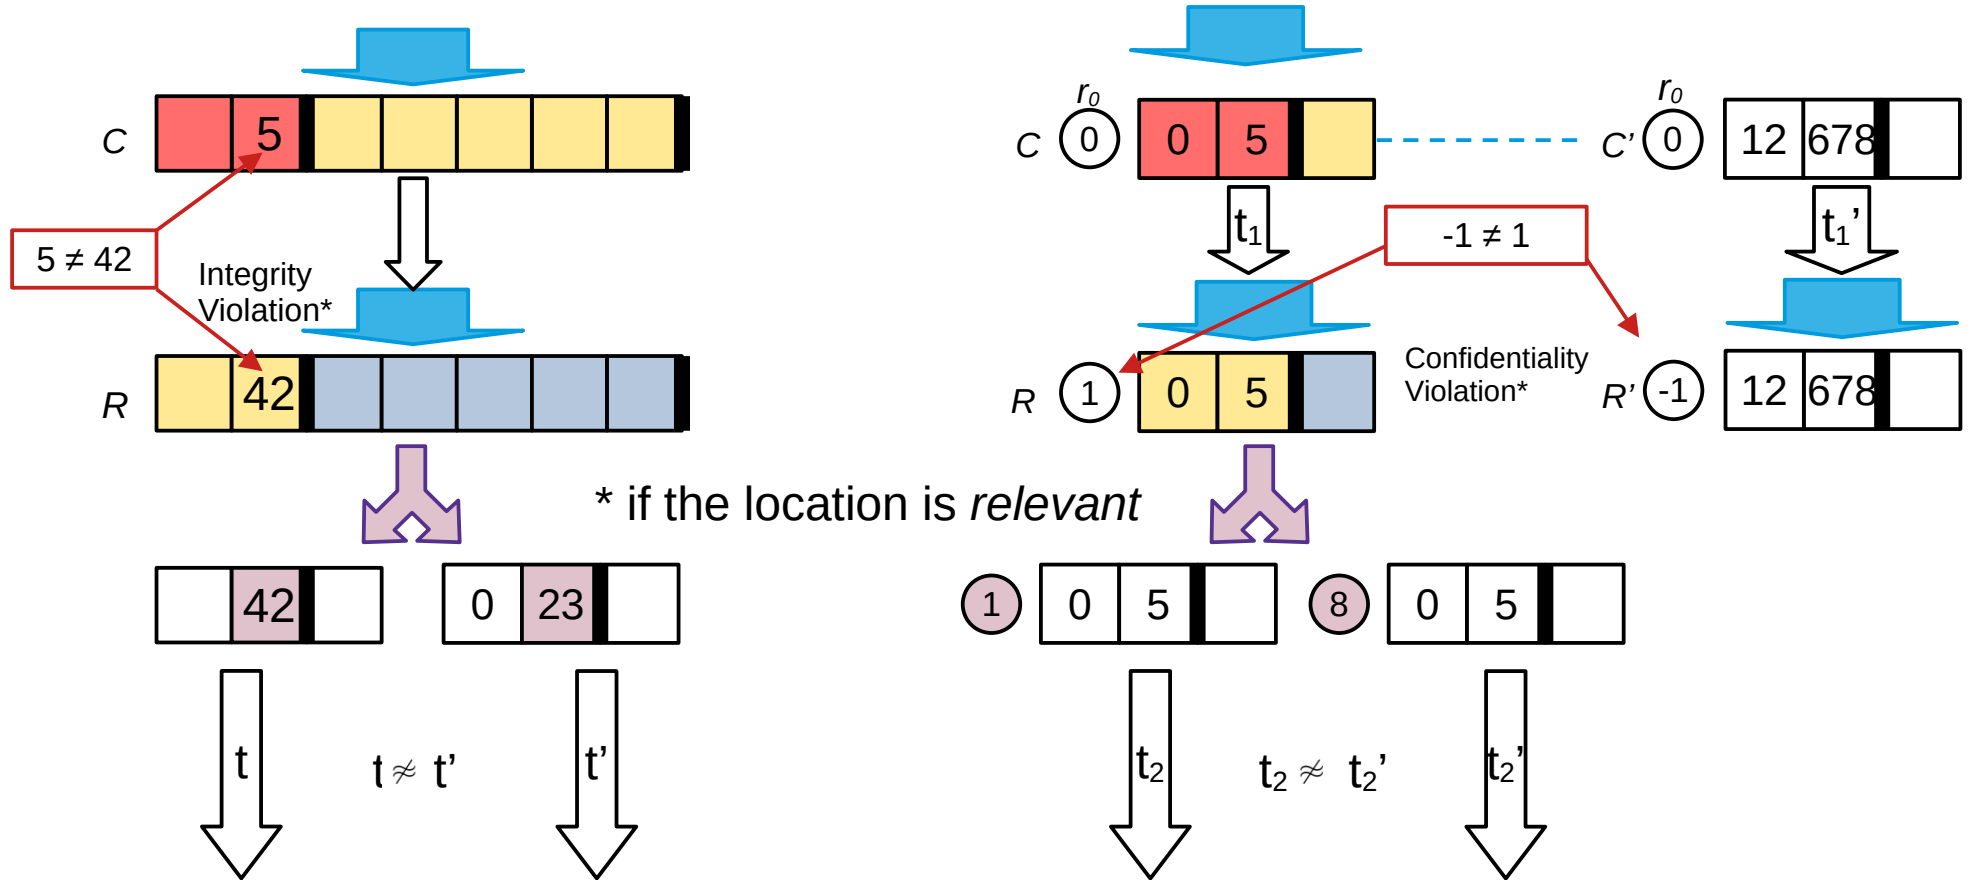 C
5
5 ≠ 42
Integrity
Violation*
R
42
42
0 23
t
t ≉ t'
t'
* if the location is relevant
r0
C 0
0 5
r0
C’ 0
12 678
t1
-1 ≠ 1
t1’
R 1
0 5
Confidentiality
Violation*
R’ -1
12 678
1 0 5
8 0 5
t2
t2 ≉ t2’
t2’